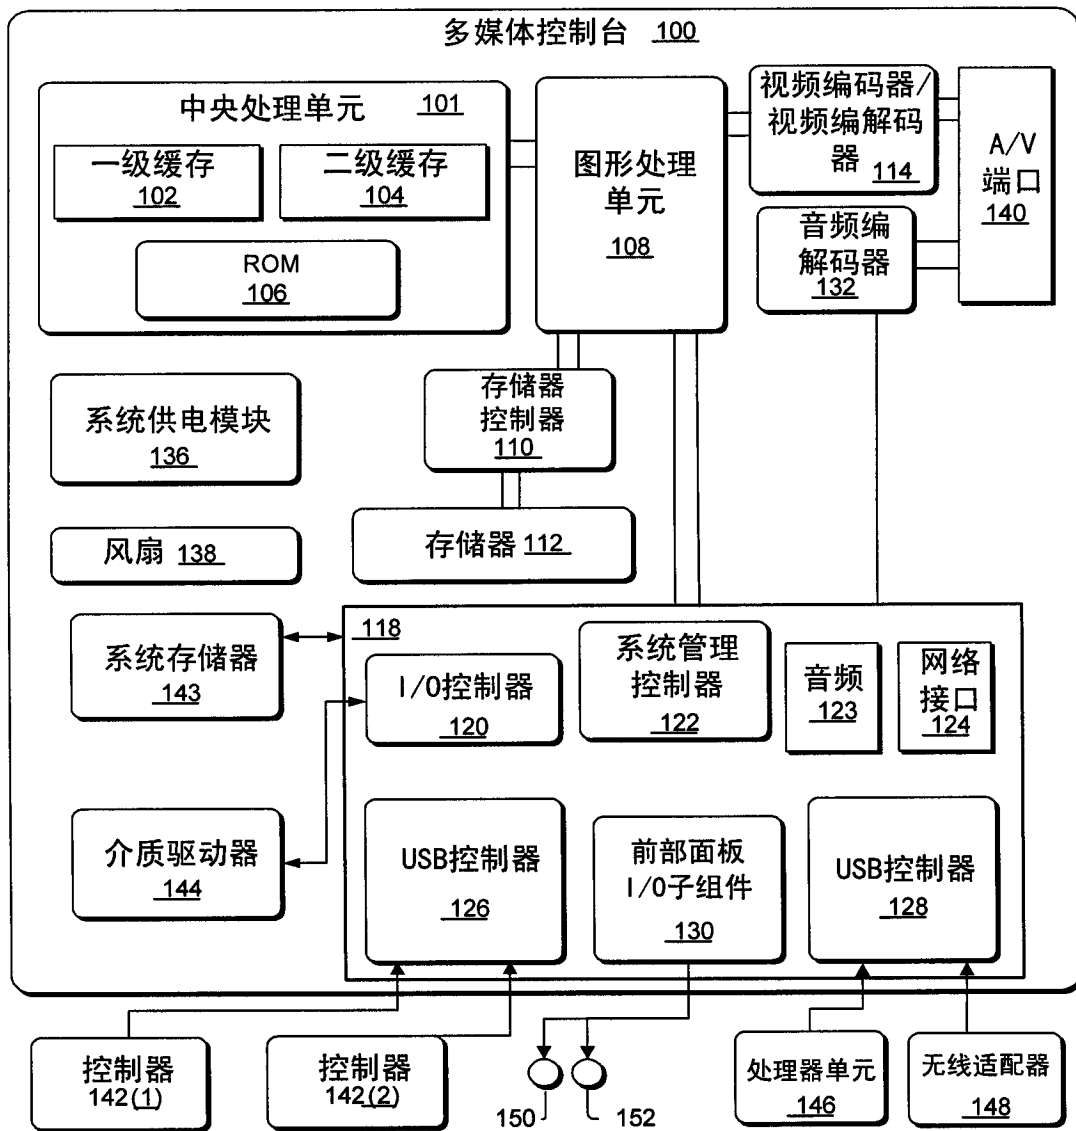 多媒体控制台 100
中央处理单元 101
一级缓存
102
二级缓存
104
ROM
106
图形处理
单元
108
视频编码器/
视频编解码
器
114
音频编
解码器
132
A/V
端口
140
系统供电模块
136
存储器
控制器
110
存储器 112
风扇 138
系统存储器
143
118
I/O控制器
120
系统管理
控制器
122
音频
123
网络
接口
124
介质驱动器
144
USB控制器
126
前部面板
I/O子组件
130
USB控制器
128
控制器
142(1)
控制器
142(2)
150
152
处理器单元
146
无线适配器
148